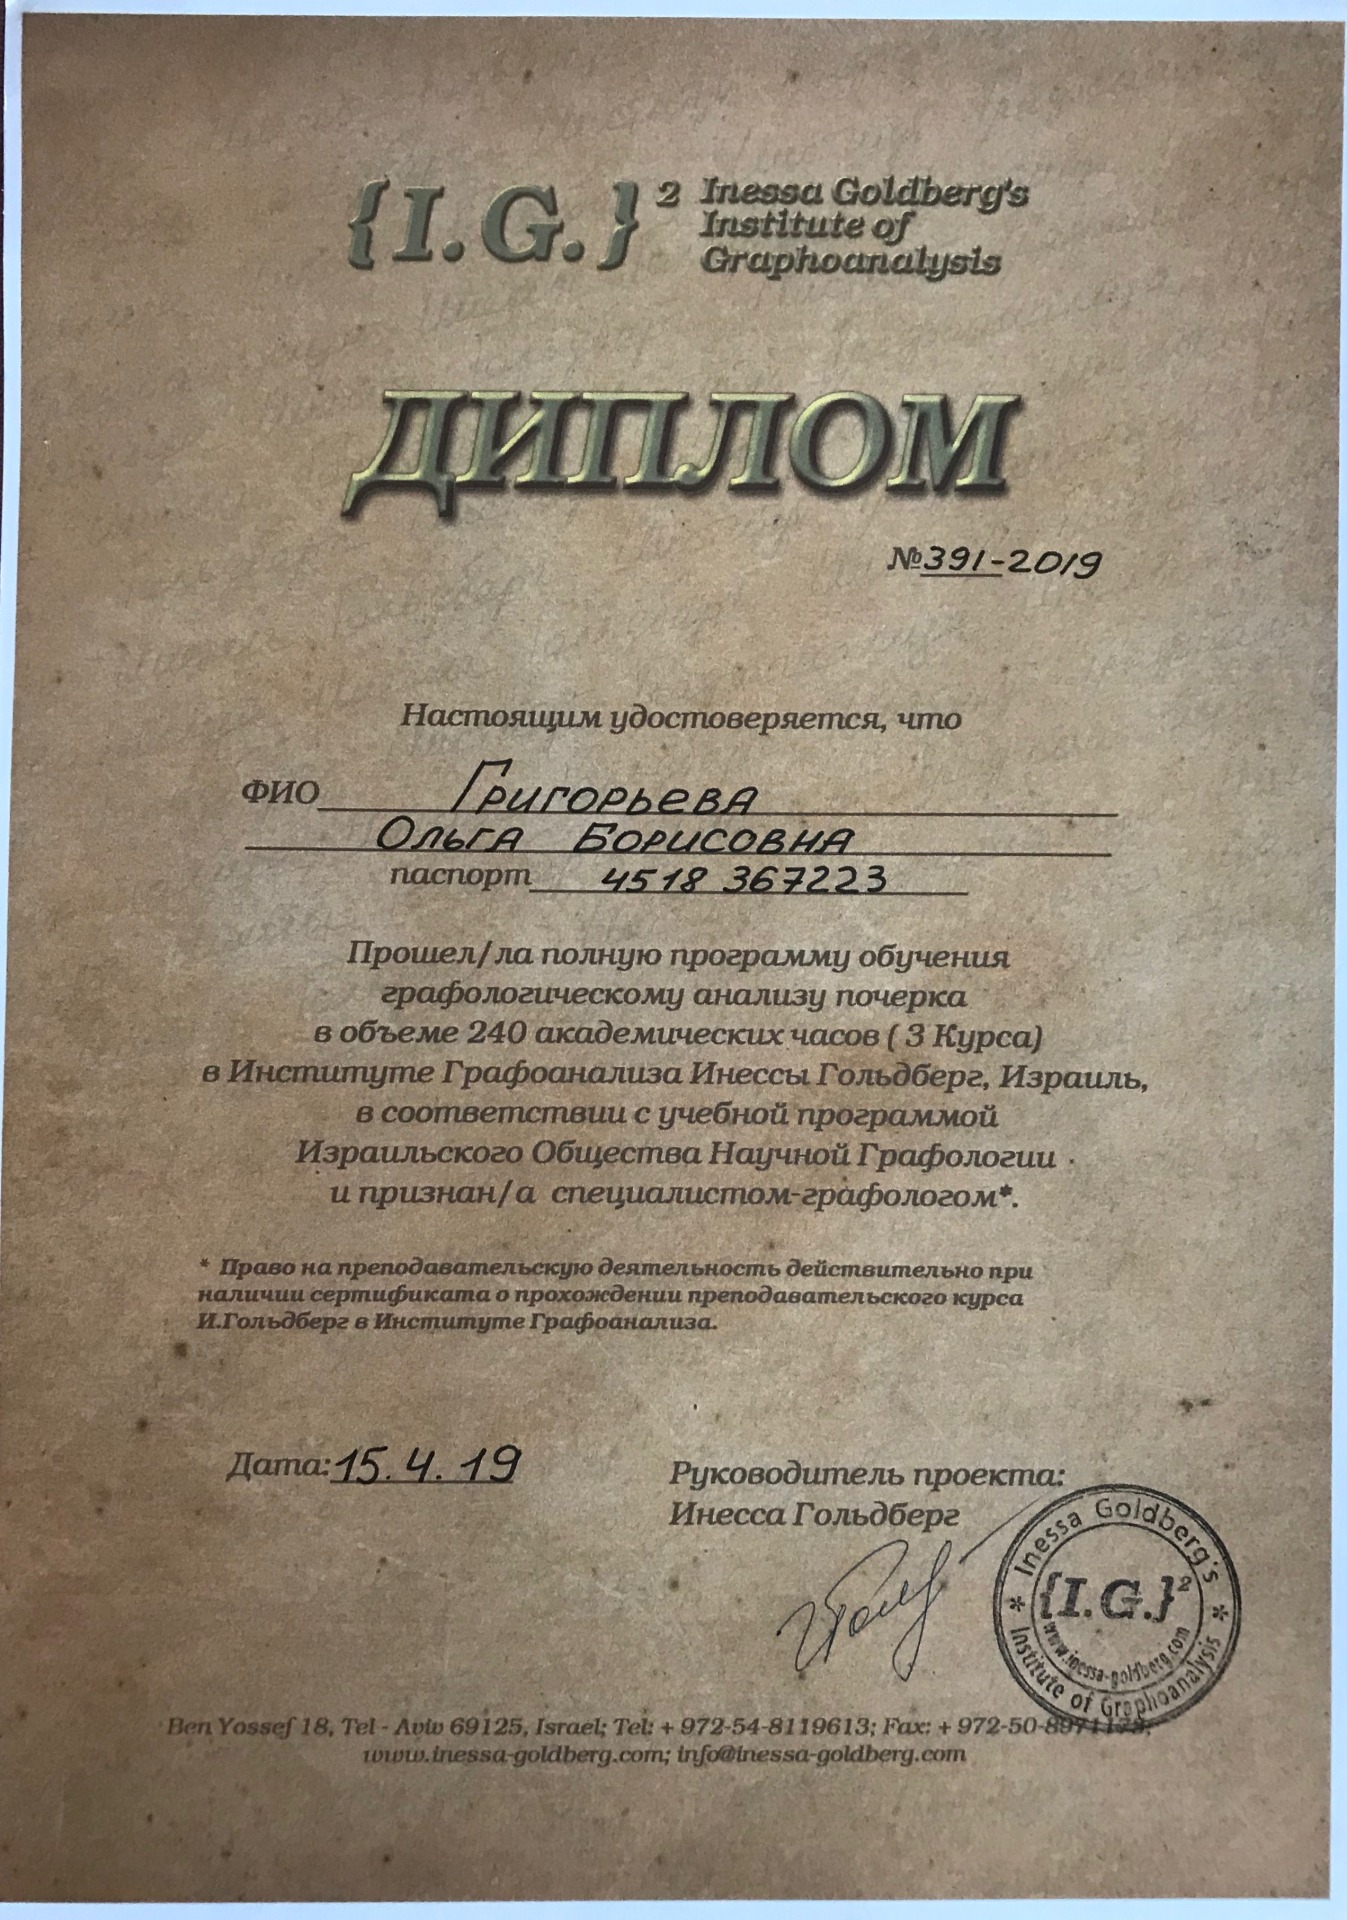 {I.G.}² Inessa Goldberg's
Institute of
Graphoanalysis
ДИПЛОМ
№391-2019
Настоящим удостоверяется, что
ФИО Григорьева
Ольга Борисовна
паспорт 4518 367223
Прошел/ла полную программу обучения
графологическому анализу почерка
в объеме 240 академических часов ( 3 Курса)
в Институте Графоанализа Инессы Гольдберг, Израиль,
в соответствии с учебной программой
Израильского Общества Научной Графологии
и признан/а специалистом-графологом*.
* Право на преподавательскую деятельность действительно при
наличии сертификата о прохождении преподавательского курса
И.Гольдберг в Институте Графоанализа.
Дата: 15.4.19
Руководитель проекта:
Инесса Гольдберг
Inessa Goldberg's
{I.G.}²
www.inessa-goldberg.com
Institute of Graphoanalysis
Ben Yossef 18, Tel - Aviv 69125, Israel; Tel: + 972-54-8119613; Fax: + 972-50-
www.inessa-goldberg.com; info@inessa-goldberg.com